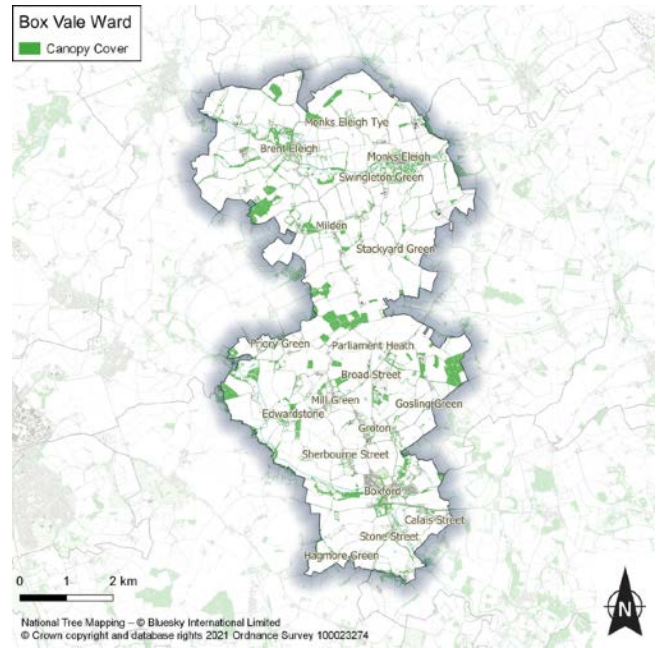 Box Vale Ward
Canopy Cover
Monks Eleigh Tye
Brent Eleigh
Monks Eleigh
Swingleton Green
Milden
Stackyard Green
Priory Green
Parliament Heath
Broad Street
Mill Green
Gosling Green
Edwardstone
Groton
Sherbourne Street
Boxford
Calais Street
Stone Street
Hagmore Green
0 1 2 km
N
National Tree Mapping – © Bluesky International Limited
© Crown copyright and database rights 2021 Ordnance Survey 100023274